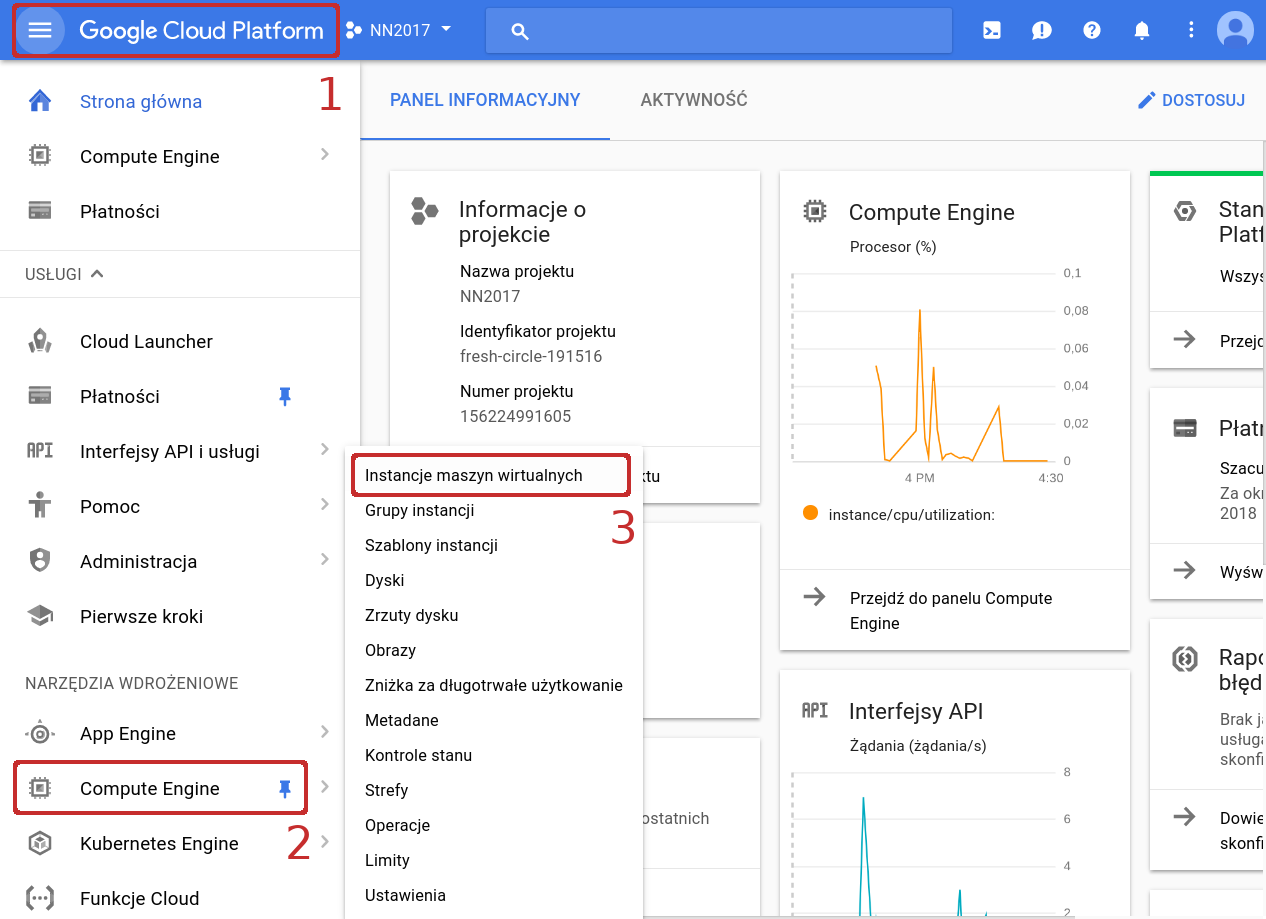 Google Cloud Platform
NN2017
1
Strona główna
Compute Engine
Płatności
USŁUGI
Cloud Launcher
Płatności
API
Interfejsy API i usługi
Pomoc
Administracja
Pierwsze kroki
NARZĘDZIA WDROŻENIOWE
App Engine
Compute Engine
2
Kubernetes Engine
Funkcje Cloud
Instancje maszyn wirtualnych
3
Grupy instancji
Szablony instancji
Dyski
Zrzuty dysku
Obrazy
Zniżka za długotrwałe użytkowanie
Metadane
Kontrole stanu
Strefy
Operacje
Limity
Ustawienia
PANEL INFORMACYJNY
AKTYWNOŚĆ
DOSTOSUJ
Informacje o
projekcie
Nazwa projektu
NN2017
Identyfikator projektu
fresh-circle-191516
Numer projektu
156224991605
ktu
ostatnich
Compute Engine
Procesor (%)
0,1
0,08
0,06
0,04
0,02
0
4 PM
4:30
instance/cpu/utilization:
Przejdź do panelu Compute
Engine
API
Interfejsy API
Żądania (żądania/s)
8
6
4
2
Stan
Platf
Wszys
Przejd
Płatn
Szacu
Za okr
2018
Wyśw
Rapo
błęd
Brak ja
usługa
skonfi
Dowie
skonfi